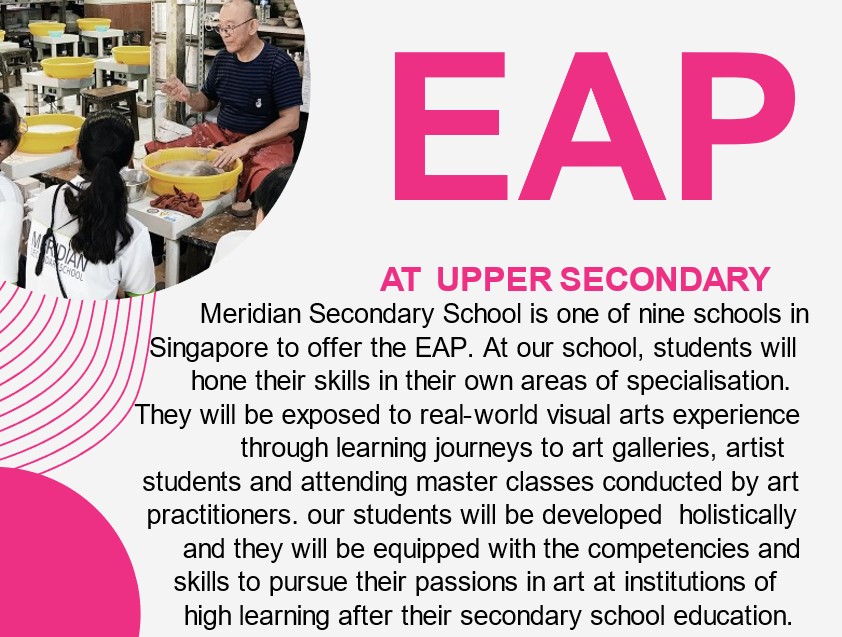 EAP
MERIDIAN
SECONDARY SCHOOL
AT UPPER SECONDARY
Meridian Secondary School is one of nine schools in
Singapore to offer the EAP. At our school, students will
hone their skills in their own areas of specialisation.
They will be exposed to real-world visual arts experience
through learning journeys to art galleries, artist
students and attending master classes conducted by art
practitioners. our students will be developed holistically
and they will be equipped with the competencies and
skills to pursue their passions in art at institutions of
high learning after their secondary school education.